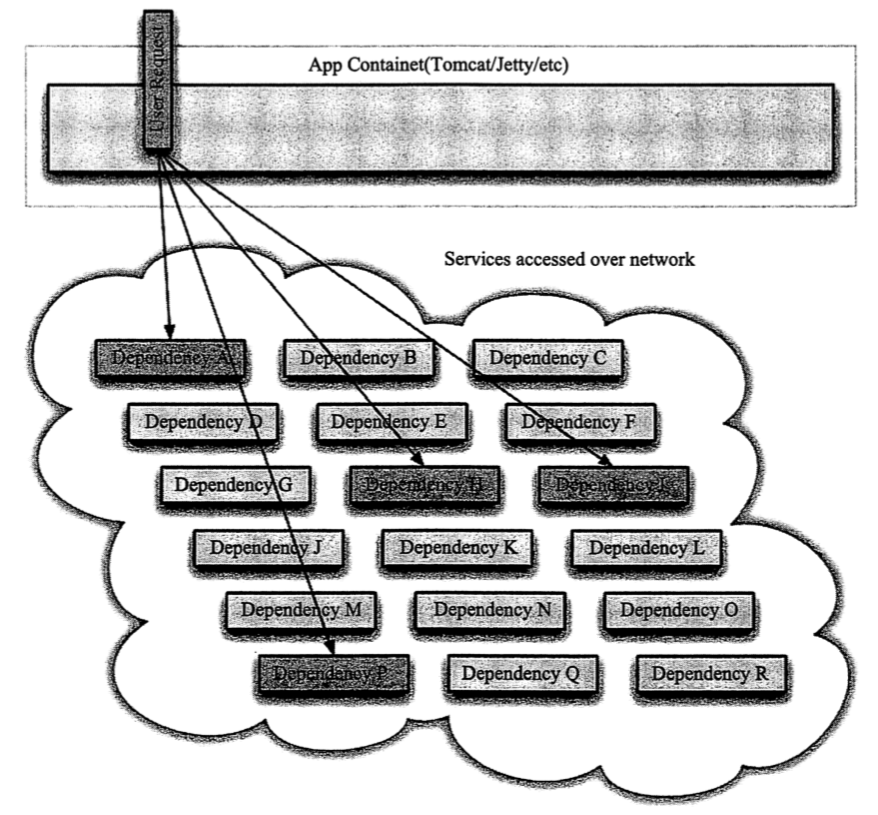 User Request
App Containet(Tomcat/Jetty/etc)
Services accessed over network
Dependency A
Dependency B
Dependency C
Dependency D
Dependency E
Dependency F
Dependency G
Dependency H
Dependency I
Dependency J
Dependency K
Dependency L
Dependency M
Dependency N
Dependency O
Dependency P
Dependency Q
Dependency R